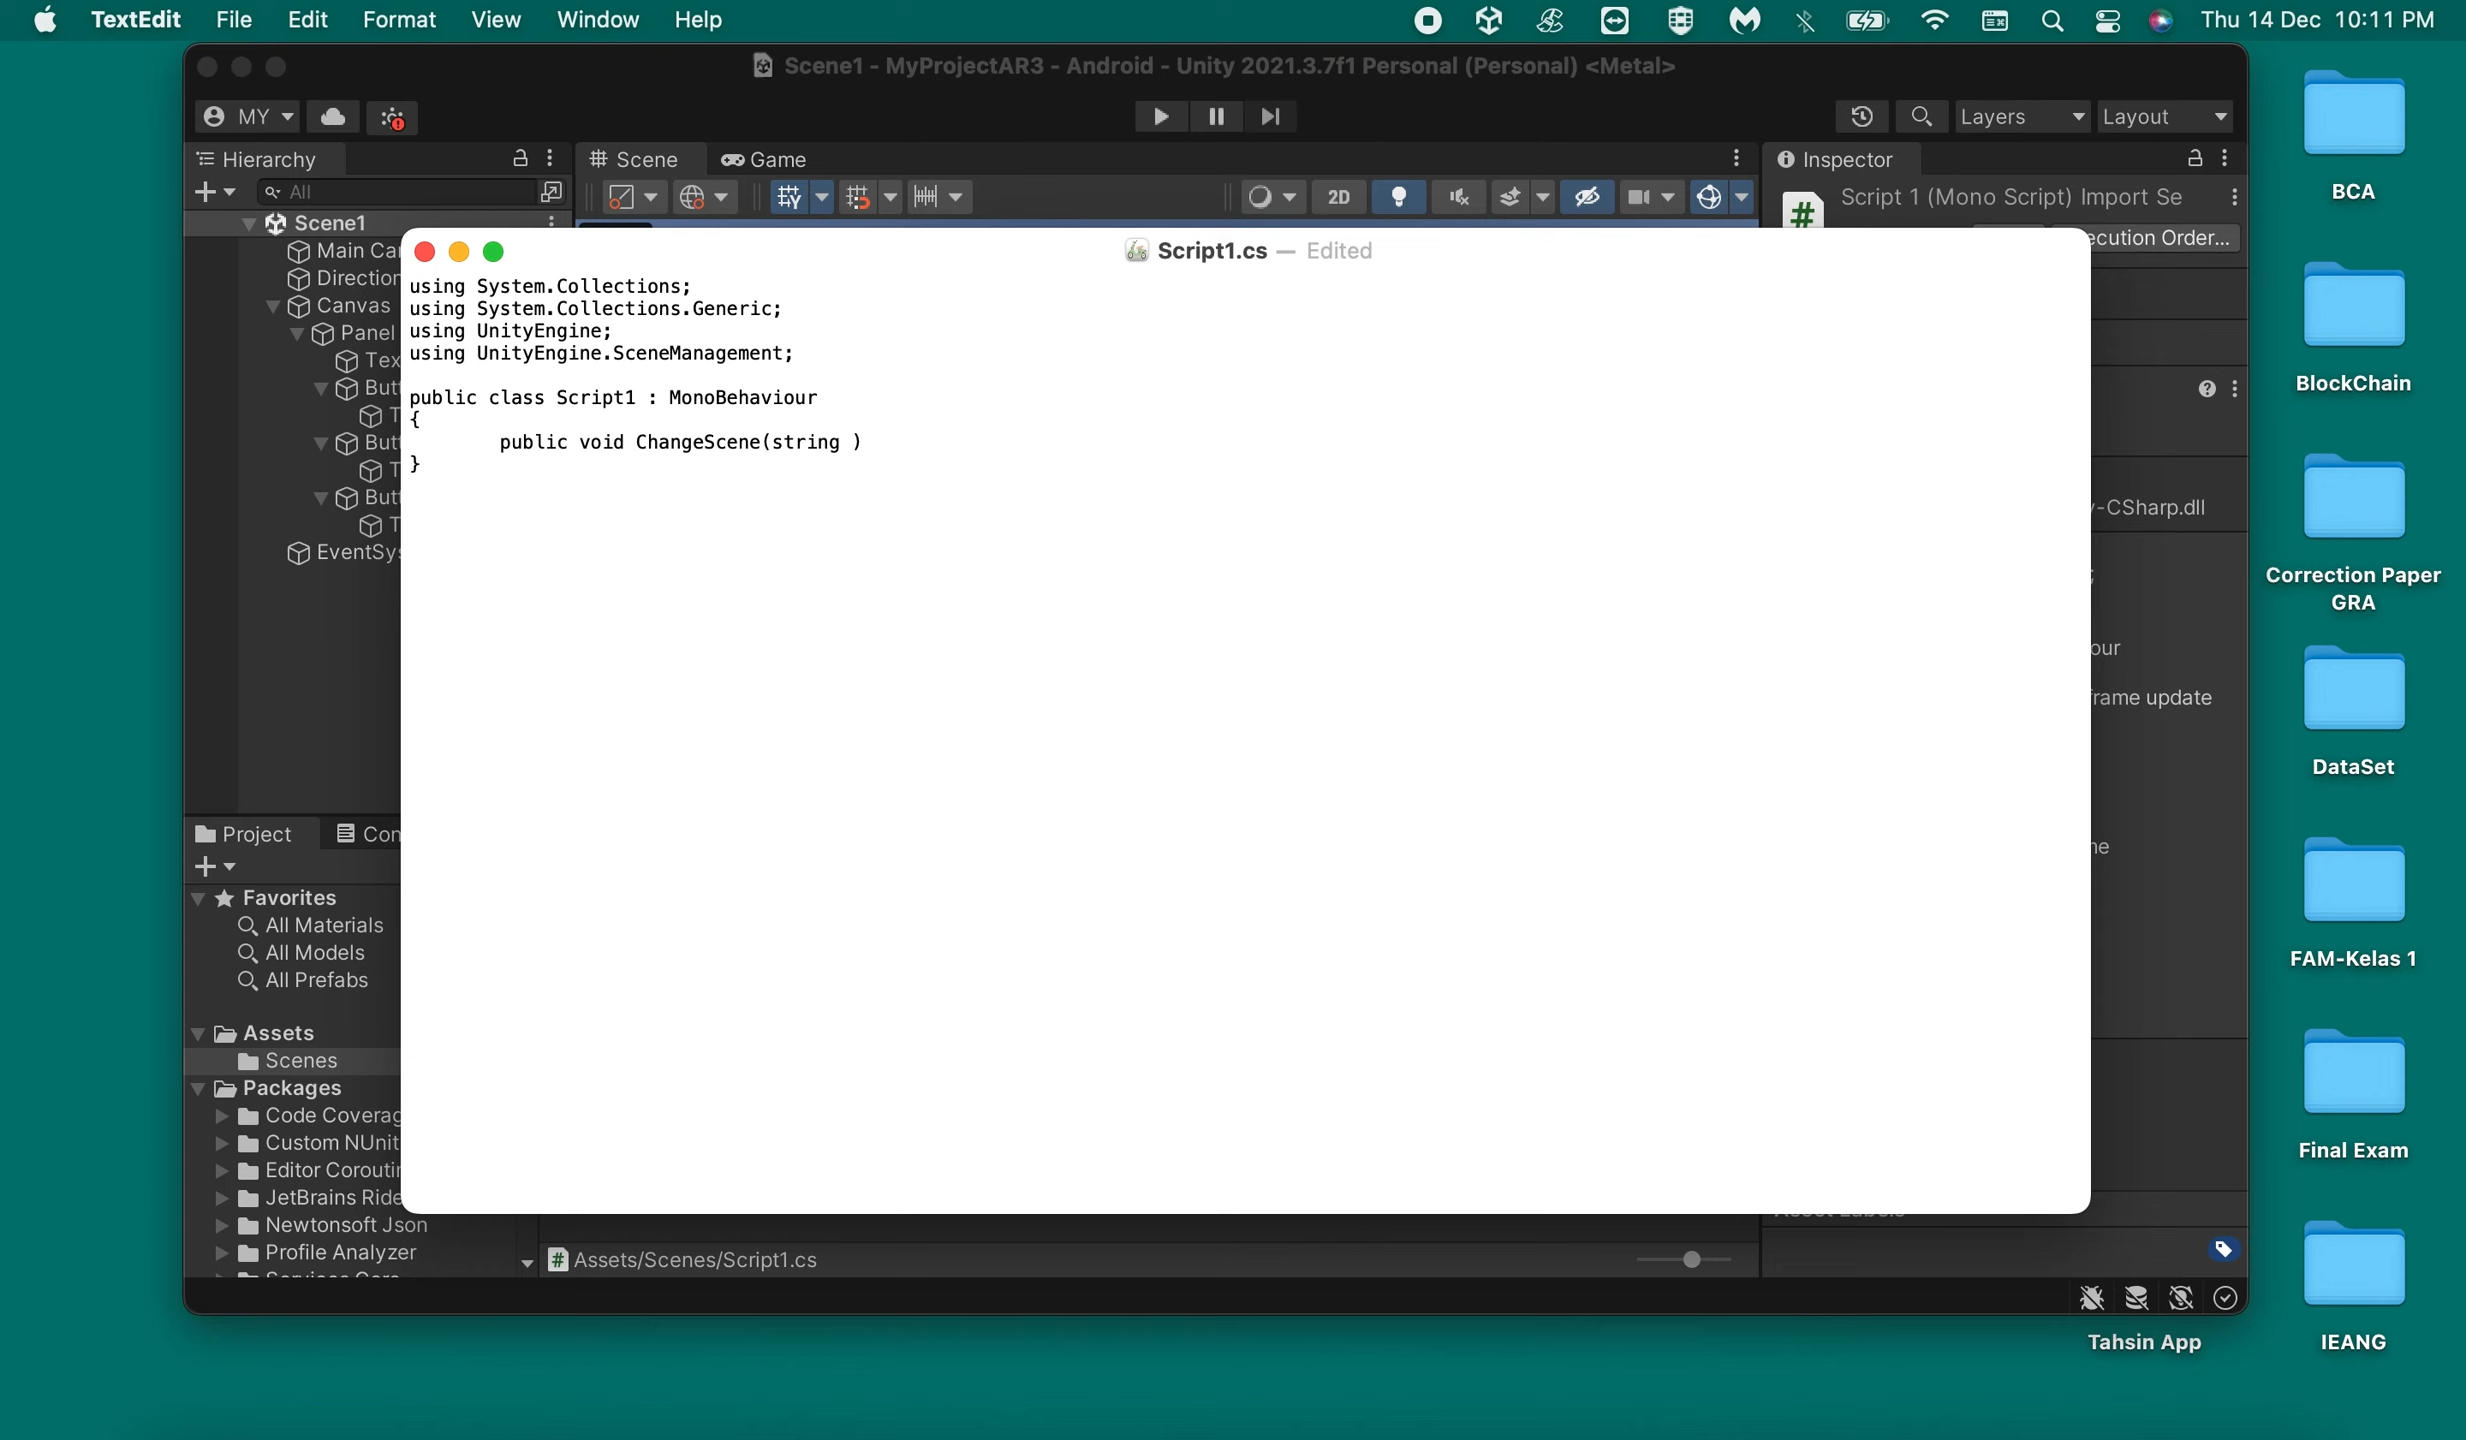 TextEdit File Edit Format View Window Help Thu 14 Dec 10:11 PM
Scene1 - MyProjectAR3 - Android - Unity 2021.3.7f1 Personal (Personal) <Metal>
MY Layers Layout
Hierarchy
Scene Game
Inspector
All
2D
Script 1 (Mono Script) Import Se
ecution Order...
Scene1
Main Ca
Direction
Canvas
Panel
Tex
But
T
But
T
But
T
EventSys
Script1.cs — Edited
using System.Collections;
using System.Collections.Generic;
using UnityEngine;
using UnityEngine.SceneManagement;
public class Script1 : MonoBehaviour
{
public void ChangeScene(string )
}
-CSharp.dll
our
rame update
ne
Project Con
Favorites
All Materials
All Models
All Prefabs
Assets
Scenes
Packages
Code Coverag
Custom NUnit
Editor Corouti
JetBrains Ride
Newtonsoft Json
Profile Analyzer
Assets/Scenes/Script1.cs
BCA
BlockChain
Correction Paper
GRA
DataSet
FAM-Kelas 1
Final Exam
Tahsin App
IEANG